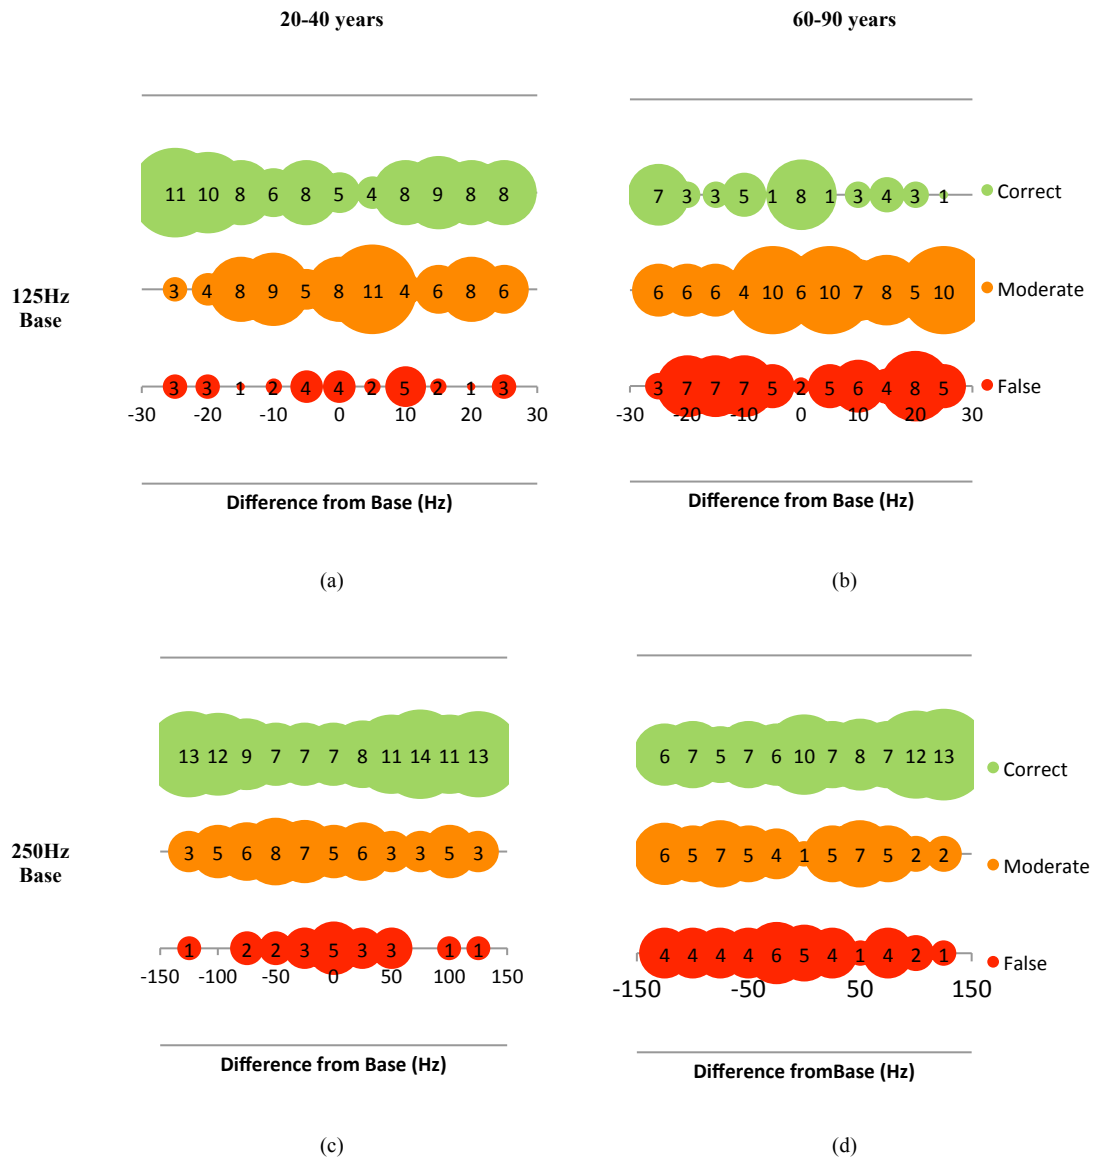 20-40 years
60-90 years
11 10 8 6 8 5 4 8 9 8 8
7 3 3 5 1 8 1 3 4 3 1
Correct
125Hz
Base
3 4 8 9 5 8 11 4 6 8 6
6 6 6 4 10 6 10 7 8 5 10
Moderate
3 3 1 2 4 4 2 5 2 1 3
3 7 7 7 5 2 5 6 4 8 5
False
-30 -20 -10 0 10 20 30
-30 -20 -10 0 10 20 30
Difference from Base (Hz)
Difference from Base (Hz)
(a)
(b)
13 12 9 7 7 7 8 11 14 11 13
6 7 5 7 6 10 7 8 7 12 13
Correct
250Hz
Base
3 5 6 8 7 5 6 3 3 5 3
6 5 7 5 4 1 5 7 5 2 2
Moderate
1 2 2 3 5 3 3 1 1
4 4 4 4 6 5 4 1 4 2 1
False
-150 -100 -50 0 50 100 150
-150 -50 50 150
Difference from Base (Hz)
Difference fromBase (Hz)
(c)
(d)